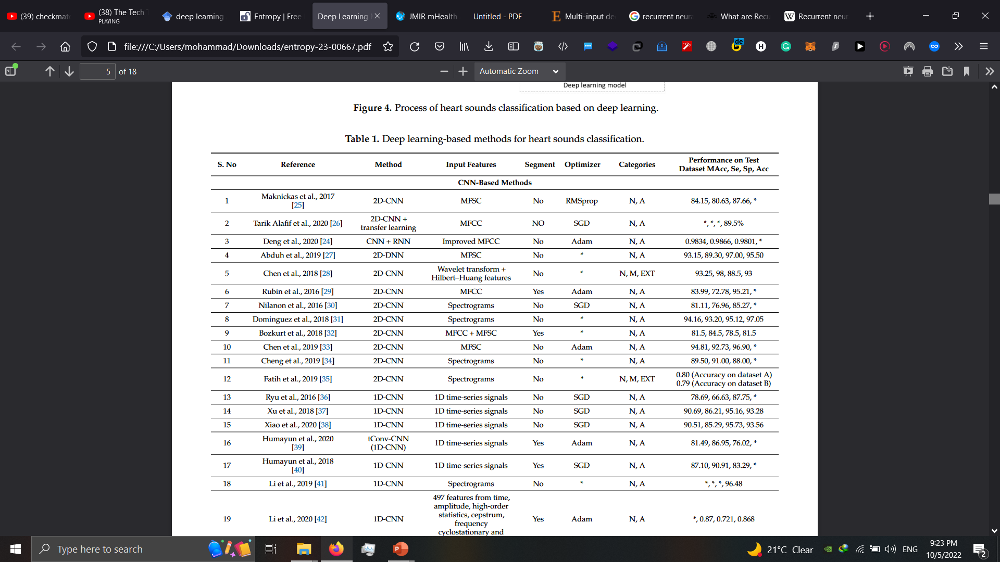 (39) checkmat
(38) The Tech
PLAYING
deep learning
Entropy | Free
Deep Learning
JMIR mHealth
Untitled - PDF
Multi-input de
recurrent neura
What are Recu
Recurrent neur
file:///C:/Users/mohammad/Downloads/entropy-23-00667.pdf
5 of 18
Automatic Zoom
Deep learning model
Figure 4. Process of heart sounds classification based on deep learning.
Table 1. Deep learning-based methods for heart sounds classification.
S. No Reference Method Input Features Segment Optimizer Categories Performance on Test Dataset MAcc, Se, Sp, Acc
CNN-Based Methods
1 Maknickas et al., 2017 [25] 2D-CNN MFSC No RMSprop N, A 84.15, 80.63, 87.66, *
2 Tarik Alafif et al., 2020 [26] 2D-CNN + transfer learning MFCC NO SGD N, A *, *, *, 89.5%
3 Deng et al., 2020 [24] CNN + RNN Improved MFCC No Adam N, A 0.9834, 0.9866, 0.9801, *
4 Abduh et al., 2019 [27] 2D-DNN MFSC No * N, A 93.15, 89.30, 97.00, 95.50
5 Chen et al., 2018 [28] 2D-CNN Wavelet transform + Hilbert–Huang features No * N, M, EXT 93.25, 98, 88.5, 93
6 Rubin et al., 2016 [29] 2D-CNN MFCC Yes Adam N, A 83.99, 72.78, 95.21, *
7 Nilanon et al., 2016 [30] 2D-CNN Spectrograms No SGD N, A 81.11, 76.96, 85.27, *
8 Dominguez et al., 2018 [31] 2D-CNN Spectrograms No * N, A 94.16, 93.20, 95.12, 97.05
9 Bozkurt et al., 2018 [32] 2D-CNN MFCC + MFSC Yes * N, A 81.5, 84.5, 78.5, 81.5
10 Chen et al., 2019 [33] 2D-CNN MFSC No Adam N, A 94.81, 92.73, 96.90, *
11 Cheng et al., 2019 [34] 2D-CNN Spectrograms No * N, A 89.50, 91.00, 88.00, *
12 Fatih et al., 2019 [35] 2D-CNN Spectrograms No * N, M, EXT 0.80 (Accuracy on dataset A) 0.79 (Accuracy on dataset B)
13 Ryu et al., 2016 [36] 1D-CNN 1D time-series signals No SGD N, A 78.69, 66.63, 87.75, *
14 Xu et al., 2018 [37] 1D-CNN 1D time-series signals No SGD N, A 90.69, 86.21, 95.16, 93.28
15 Xiao et al., 2020 [38] 1D-CNN 1D time-series signals No SGD N, A 90.51, 85.29, 95.73, 93.56
16 Humayun et al., 2020 [39] tConv-CNN (1D-CNN) 1D time-series signals Yes Adam N, A 81.49, 86.95, 76.02, *
17 Humayun et al., 2018 [40] 1D-CNN 1D time-series signals Yes SGD N, A 87.10, 90.91, 83.29, *
18 Li et al., 2019 [41] 1D-CNN Spectrograms No * N, A *, *, *, 96.48
19 Li et al., 2020 [42] 1D-CNN 497 features from time, amplitude, high-order statistics, cepstrum, frequency cyclostationary and Yes Adam N, A *, 0.87, 0.721, 0.868
Type here to search
21°C Clear
ENG
9:23 PM
10/5/2022
2